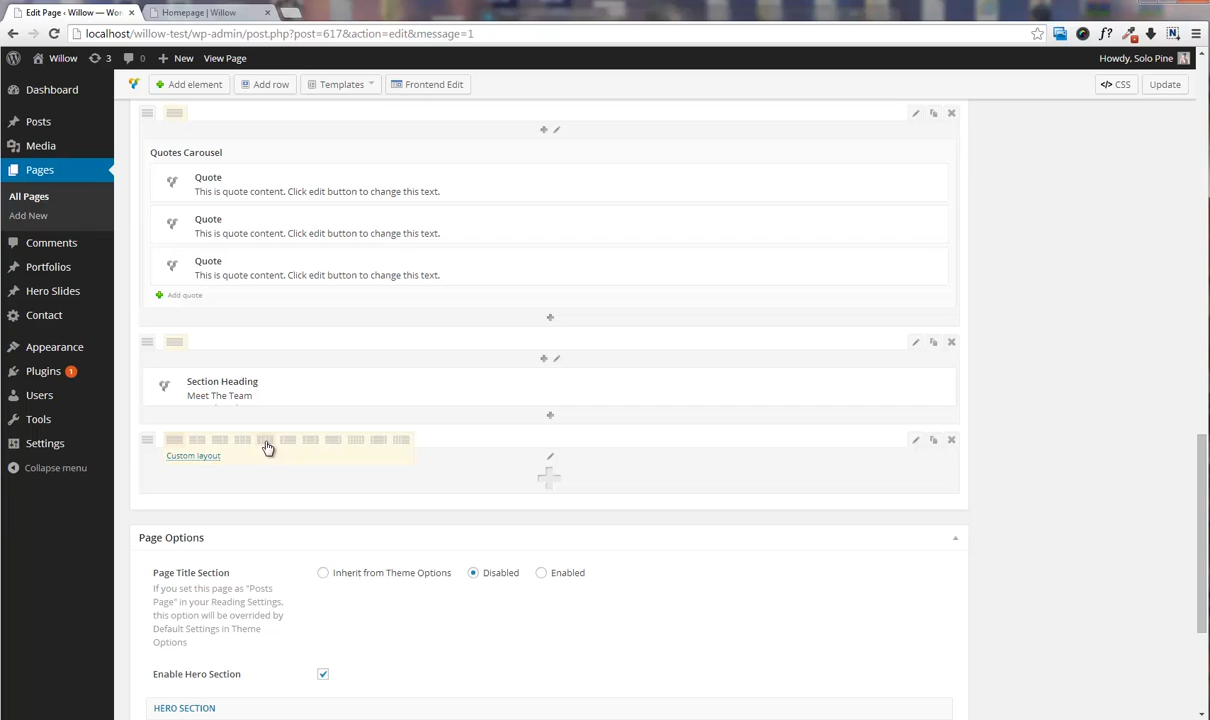 Edit Page ‹ Willow — Wor
Homepage | Willow
localhost/willow-test/wp-admin/post.php?post=617&action=edit&message=1
Willow 3 0 New View Page Howdy, Solo Pine
Dashboard
Posts
Media
Pages
All Pages
Add New
Comments
Portfolios
Hero Slides
Contact
Appearance
Plugins 1
Users
Tools
Settings
Collapse menu
Add element Add row Templates Frontend Edit </> CSS Update
Quotes Carousel
Quote
This is quote content. Click edit button to change this text.
Quote
This is quote content. Click edit button to change this text.
Quote
This is quote content. Click edit button to change this text.
Add quote
Section Heading
Meet The Team
Custom layout
Page Options
Page Title Section
If you set this page as "Posts
Page" in your Reading Settings,
this option will be overrided by
Default Settings in Theme
Options
Inherit from Theme Options Disabled Enabled
Enable Hero Section
HERO SECTION